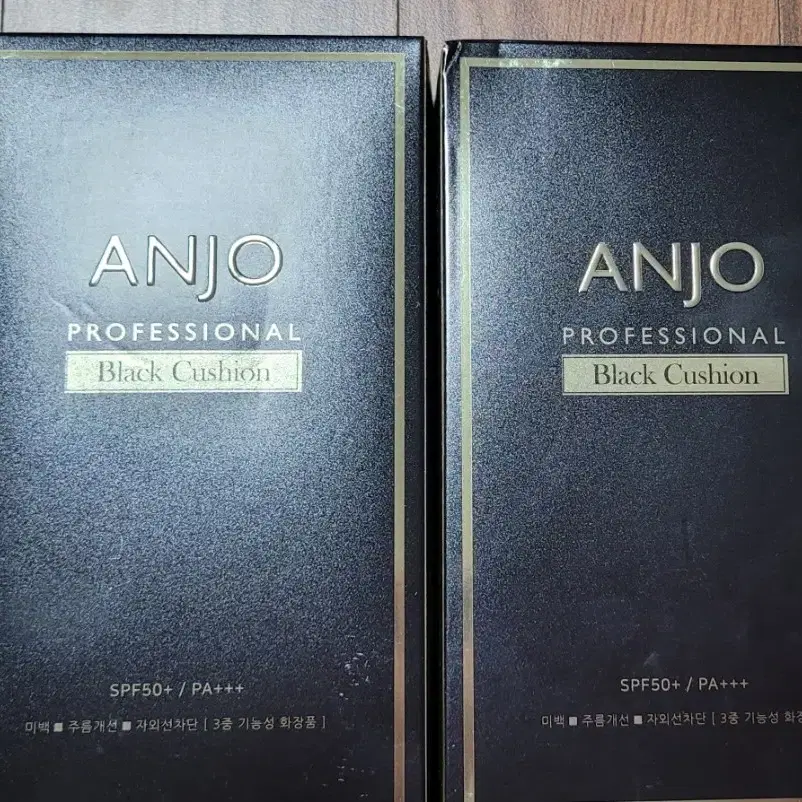 ANJO
PROFESSIONAL
Black Cushion
SPF50+ / PA+++
미백 ■ 주름개선 ■ 자외선차단 [ 3중 기능성 화장품 ]
ANJO
PROFESSIONAL
Black Cushion
SPF50+ / PA+++
미백 ■ 주름개선 ■ 자외선차단 [ 3중 기능성 화장